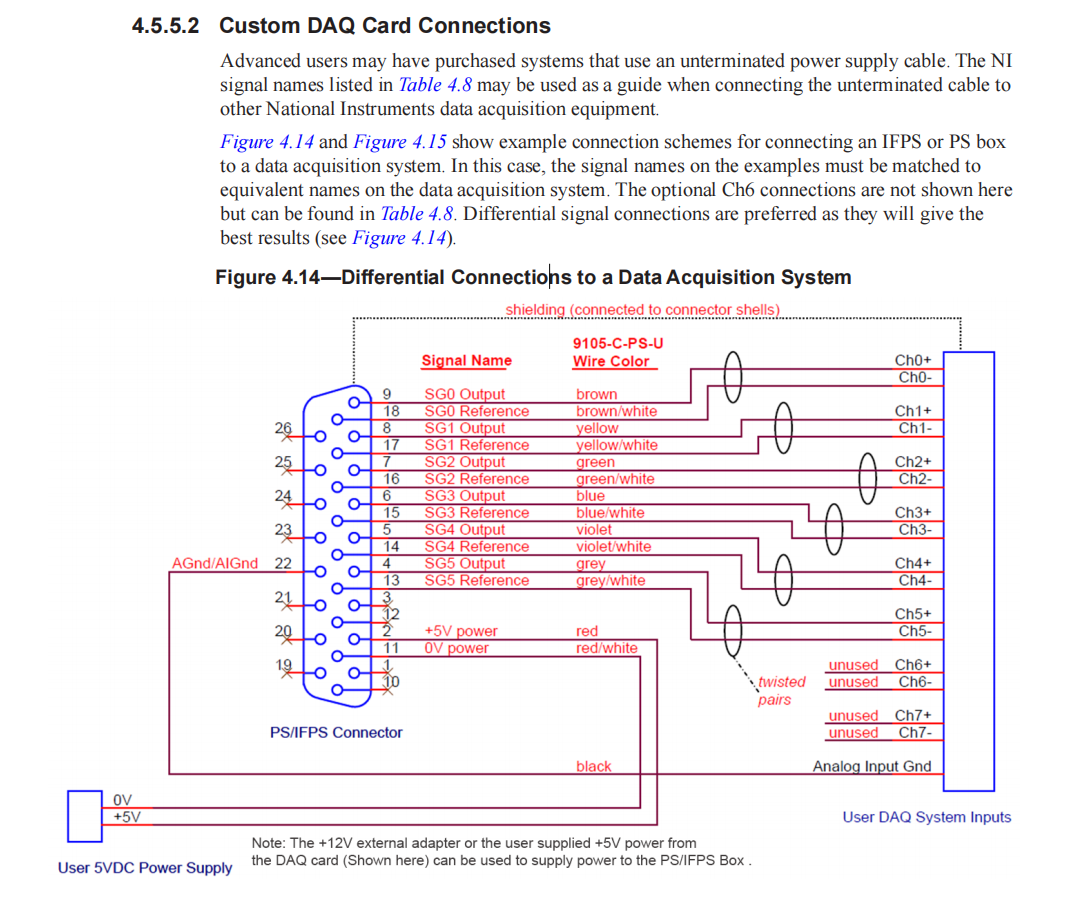 4.5.5.2 Custom DAQ Card Connections
Advanced users may have purchased systems that use an unterminated power supply cable. The NI
signal names listed in Table 4.8 may be used as a guide when connecting the unterminated cable to
other National Instruments data acquisition equipment.
Figure 4.14 and Figure 4.15 show example connection schemes for connecting an IFPS or PS box
to a data acquisition system. In this case, the signal names on the examples must be matched to
equivalent names on the data acquisition system. The optional Ch6 connections are not shown here
but can be found in Table 4.8. Differential signal connections are preferred as they will give the
best results (see Figure 4.14).
Figure 4.14—Differential Connections to a Data Acquisition System
shielding (connected to connector shells)
9105-C-PS-U
Signal Name Wire Color
Ch0+
Ch0-
9 SG0 Output brown
18 SG0 Reference brown/white
Ch1+
26 8 SG1 Output yellow
Ch1-
17 SG1 Reference yellow/white
25 7 SG2 Output green
Ch2+
16 SG2 Reference green/white
Ch2-
24 6 SG3 Output blue
15 SG3 Reference blue/white
Ch3+
23 5 SG4 Output violet
Ch3-
14 SG4 Reference violet/white
AGnd/AIGnd 22 4 SG5 Output grey
Ch4+
13 SG5 Reference grey/white
Ch4-
21 3
12
Ch5+
20 2 +5V power red
Ch5-
11 0V power red/white
19 1
unused Ch6+
10
twisted
pairs
unused Ch6-
unused Ch7+
unused Ch7-
PS/IFPS Connector
black Analog Input Gnd
0V
+5V
User DAQ System Inputs
Note: The +12V external adapter or the user supplied +5V power from
the DAQ card (Shown here) can be used to supply power to the PS/IFPS Box .
User 5VDC Power Supply